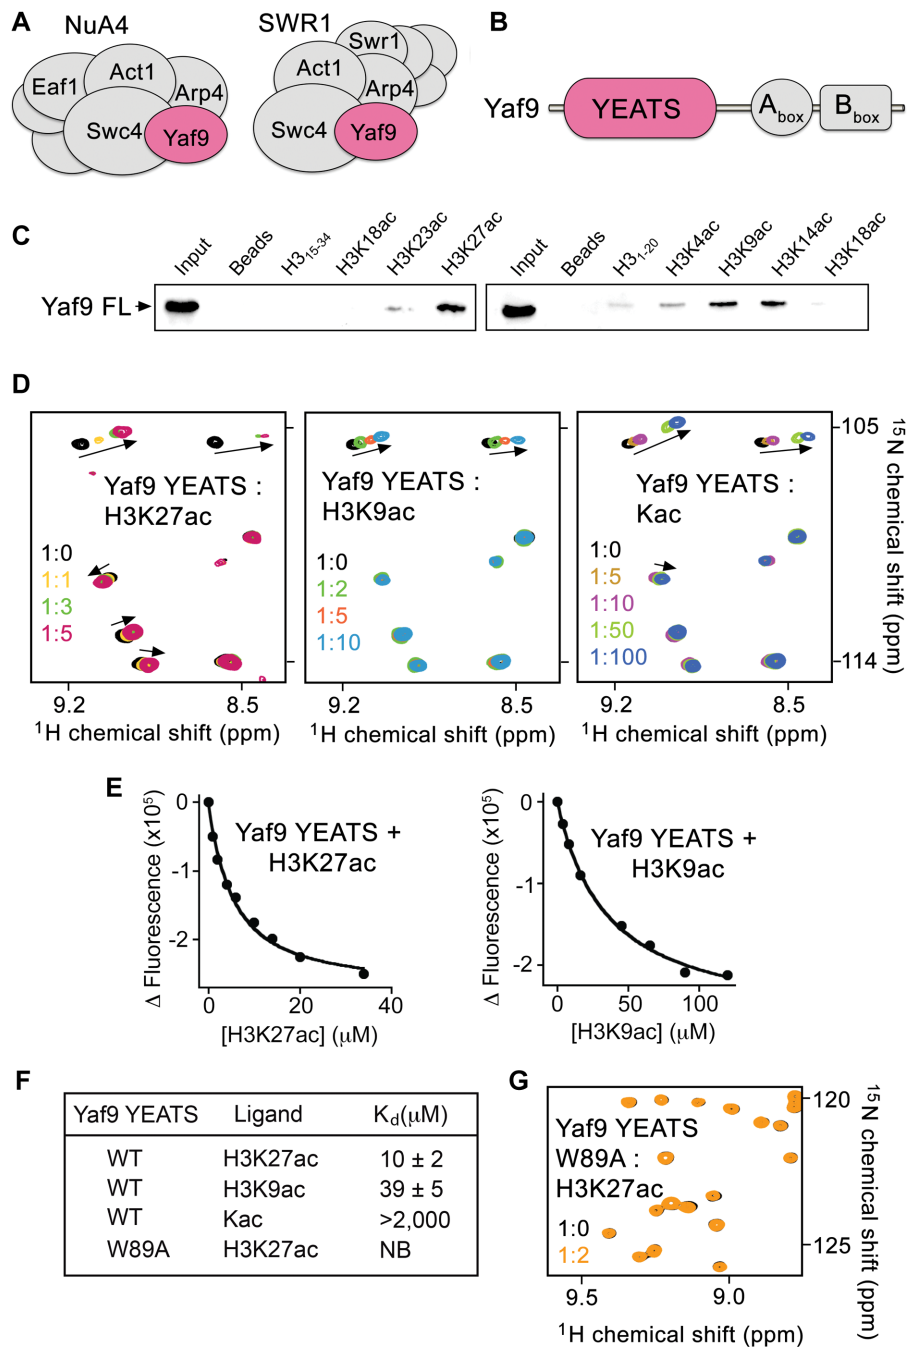 A
NuA4
SWR1
Eaf1
Act1
Arp4
Swc4
Yaf9
Swr1
Act1
Arp4
Swc4
Yaf9
B
Yaf9
YEATS
Abox
Bbox
C
Input
Beads
H315-34
H3K18ac
H3K23ac
H3K27ac
Input
Beads
H31-20
H3K4ac
H3K9ac
H3K14ac
H3K18ac
Yaf9 FL
D
Yaf9 YEATS :
H3K27ac
1:0
1:1
1:3
1:5
9.2
8.5
1H chemical shift (ppm)
Yaf9 YEATS :
H3K9ac
1:0
1:2
1:5
1:10
9.2
8.5
1H chemical shift (ppm)
Yaf9 YEATS :
Kac
1:0
1:5
1:10
1:50
1:100
9.2
8.5
1H chemical shift (ppm)
105
114
15N chemical shift (ppm)
E
Δ Fluorescence (x10⁵)
0
-1
-2
Yaf9 YEATS +
H3K27ac
0
20
40
[H3K27ac] (μM)
Δ Fluorescence (x10⁵)
0
-1
-2
Yaf9 YEATS +
H3K9ac
0
50
100
[H3K9ac] (μM)
F
Yaf9 YEATS Ligand Kd(μM)
WT H3K27ac 10 ± 2
WT H3K9ac 39 ± 5
WT Kac >2,000
W89A H3K27ac NB
G
Yaf9 YEATS
W89A :
H3K27ac
1:0
1:2
120
125
15N chemical shift (ppm)
9.5
9.0
1H chemical shift (ppm)